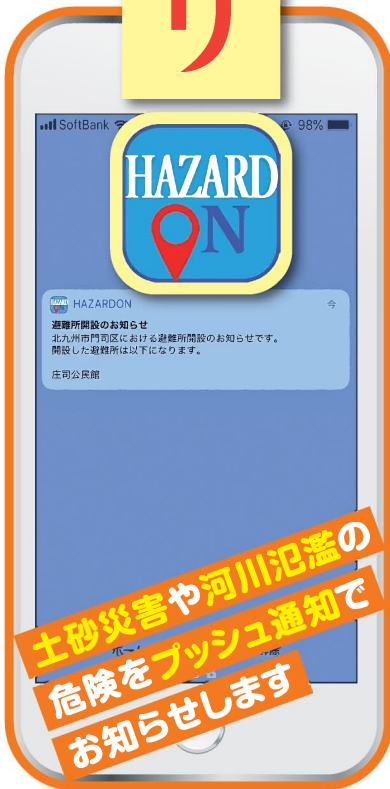 リ
SoftBank 98%
HAZARD
ON
HAZARDON 今
避難所開設のお知らせ
北九州市門司区における避難所開設のお知らせです。
開設した避難所は以下になります。
庄司公民館
土砂災害や河川氾濫の
危険をプッシュ通知で
お知らせします